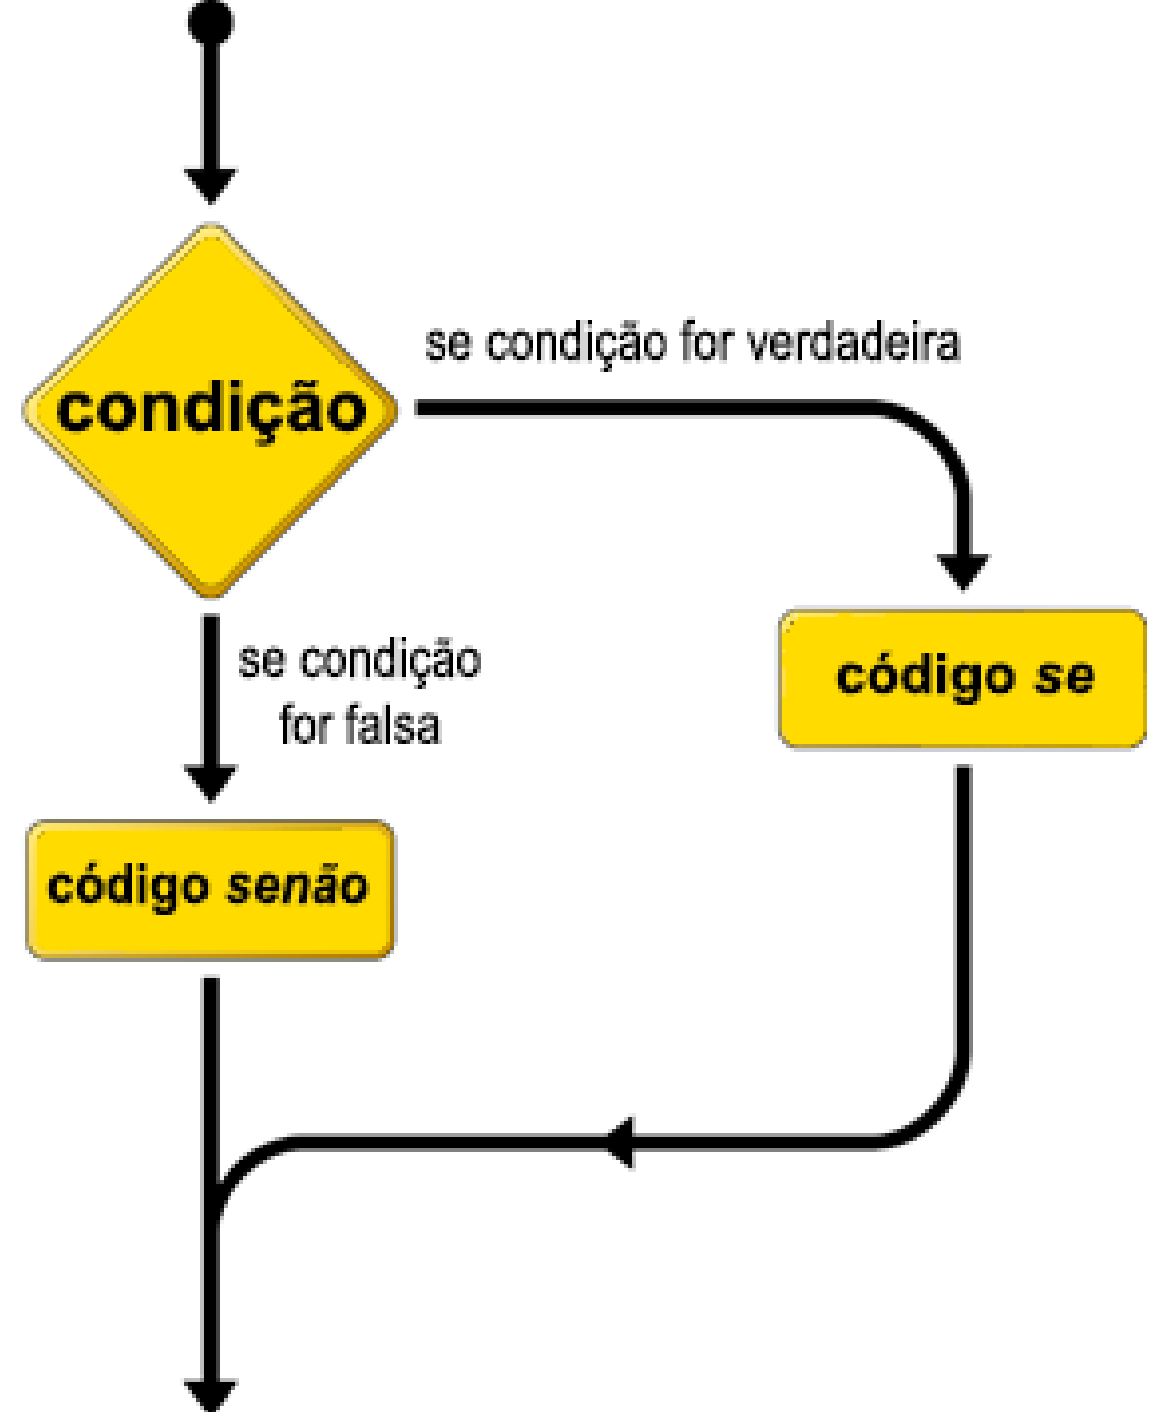 se condição for verdadeira
condição
se condição
for falsa
código se
código senão